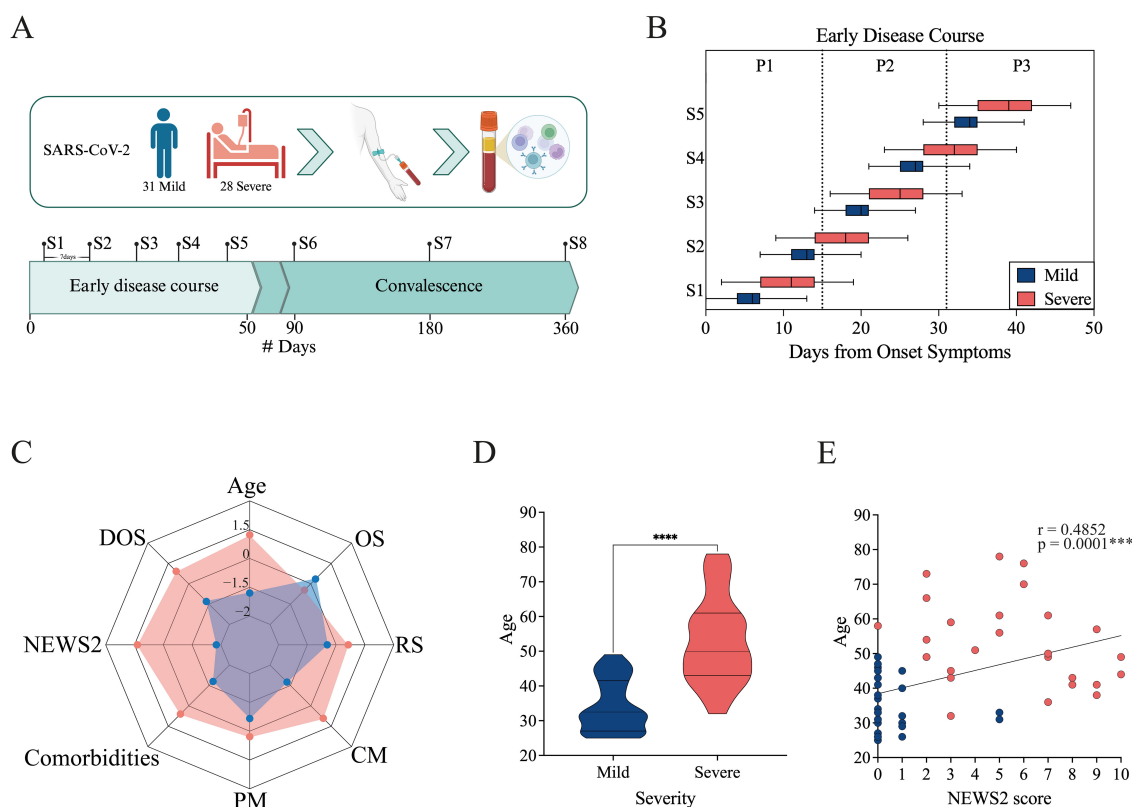 A
SARS-CoV-2
31 Mild
28 Severe
S1
S2
S3
S4
S5
S6
S7
S8
7days
Early disease course
Convalescence
0
50
90
180
360
# Days
B
Early Disease Course
P1
P2
P3
S5
S4
S3
S2
S1
Mild
Severe
0
10
20
30
40
50
Days from Onset Symptoms
C
Age
OS
RS
CM
PM
Comorbidities
NEWS2
DOS
1.5
0
−1.5
−2
D
90
80
70
60
50
40
30
20
Age
****
Mild
Severe
Severity
E
90
80
70
60
50
40
30
20
Age
r = 0.4852
p = 0.0001***
0
1
2
3
4
5
6
7
8
9
10
NEWS2 score